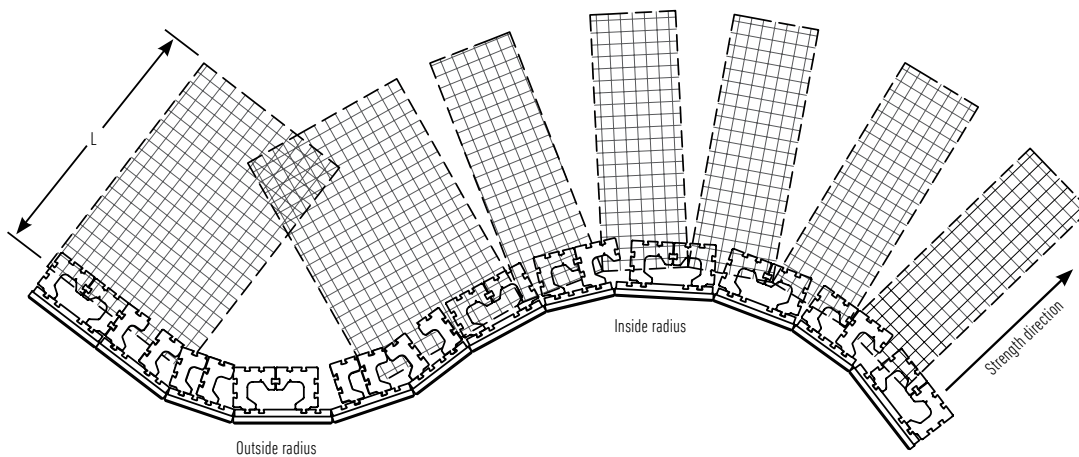 L
Inside radius
Strength direction
Outside radius